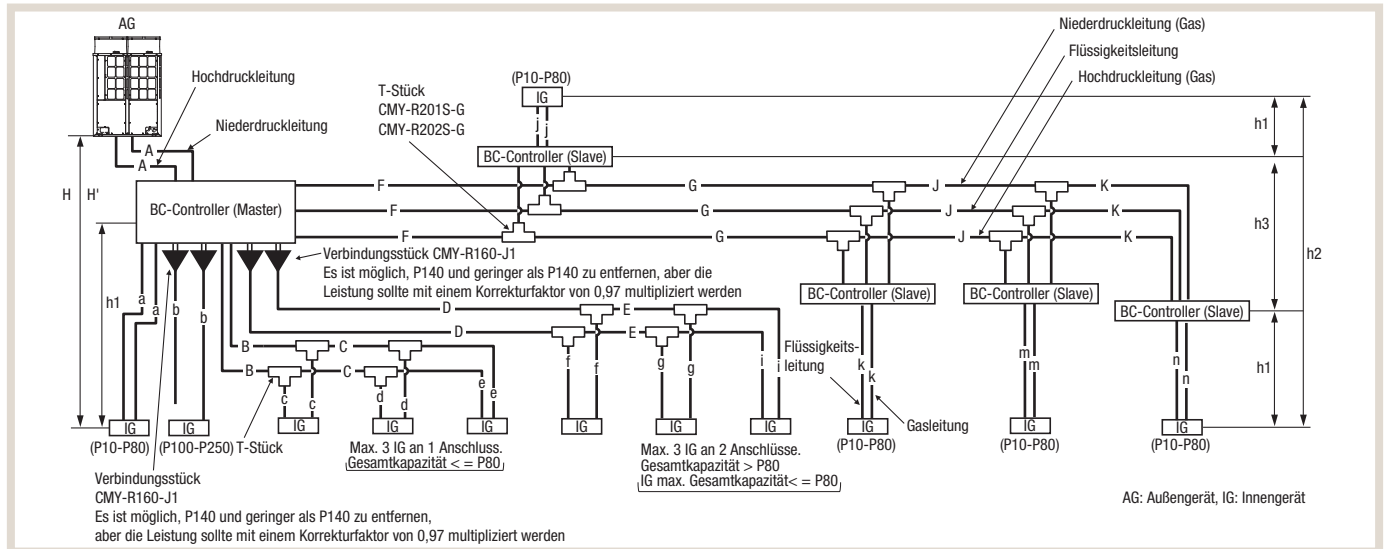 AG
Hochdruckleitung
Niederdruckleitung
A
A
H
H'
h1
BC-Controller (Master)
T-Stück
CMY-R201S-G
CMY-R202S-G
(P10-P80)
IG
j
j
BC-Controller (Slave)
Niederdruckleitung (Gas)
Flüssigkeitsleitung
Hochdruckleitung (Gas)
F
G
J
K
F
G
J
K
F
G
J
K
h1
h3
h2
h1
Verbindungsstück CMY-R160-J1
Es ist möglich, P140 und geringer als P140 zu entfernen, aber die
Leistung sollte mit einem Korrekturfaktor von 0,97 multipliziert werden
BC-Controller (Slave)
BC-Controller (Slave)
BC-Controller (Slave)
a
a
b
b
D
E
D
E
B
C
B
C
c
c
d
d
e
e
f
f
g
g
i
i
Flüssigkeits-
leitung
k
k
Gasleitung
m
m
n
n
IG
IG
IG
IG
IG
IG
IG
IG
IG
IG
IG
(P10-P80)
(P100-P250)
T-Stück
Max. 3 IG an 1 Anschluss.
Gesamtkapazität < = P80
Max. 3 IG an 2 Anschlüsse.
Gesamtkapazität > P80
IG max. Gesamtkapazität< = P80
(P10-P80)
(P10-P80)
(P10-P80)
Verbindungsstück
CMY-R160-J1
Es ist möglich, P140 und geringer als P140 zu entfernen,
aber die Leistung sollte mit einem Korrekturfaktor von 0,97 multipliziert werden
AG: Außengerät, IG: Innengerät